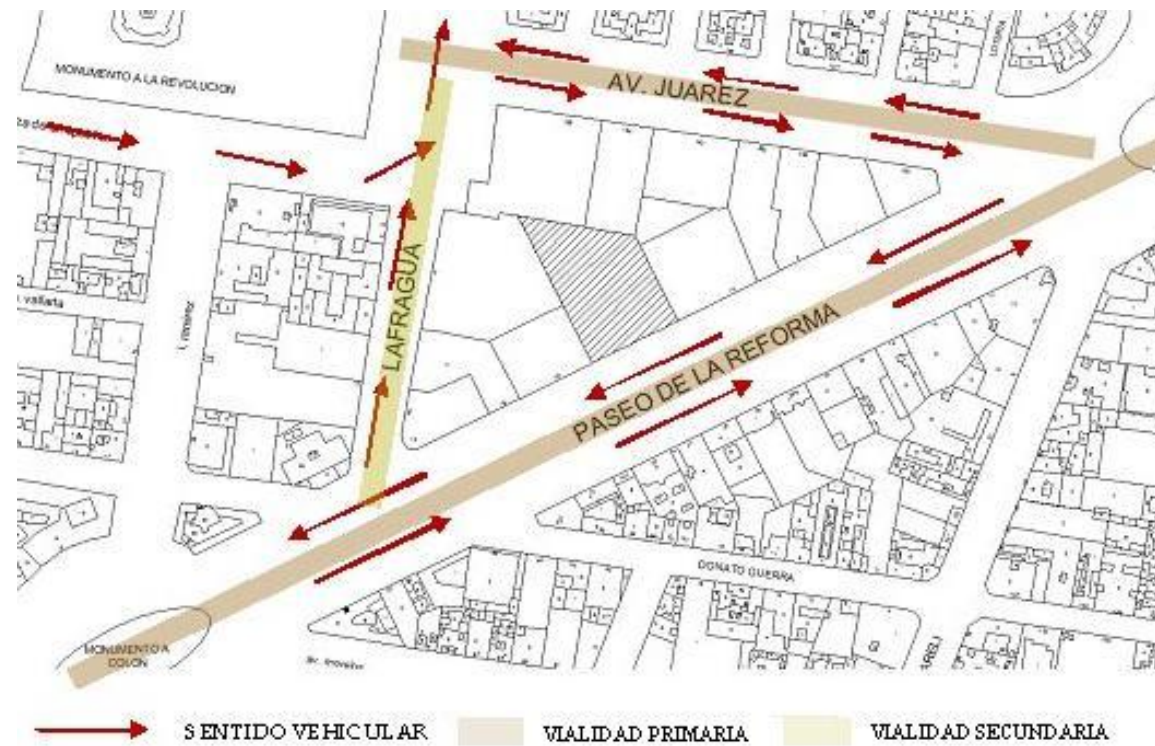 MONUMENTO A LA REVOLUCION
AV. JUAREZ
LOTERIA
vallarta
LAFRAGUA
PASEO DE LA REFORMA
DONATO GUERRA
MONUMENTO A
COLON
SENTIDO VEHICULAR
VIALIDAD PRIMARIA
VIALIDAD SECUNDARIA